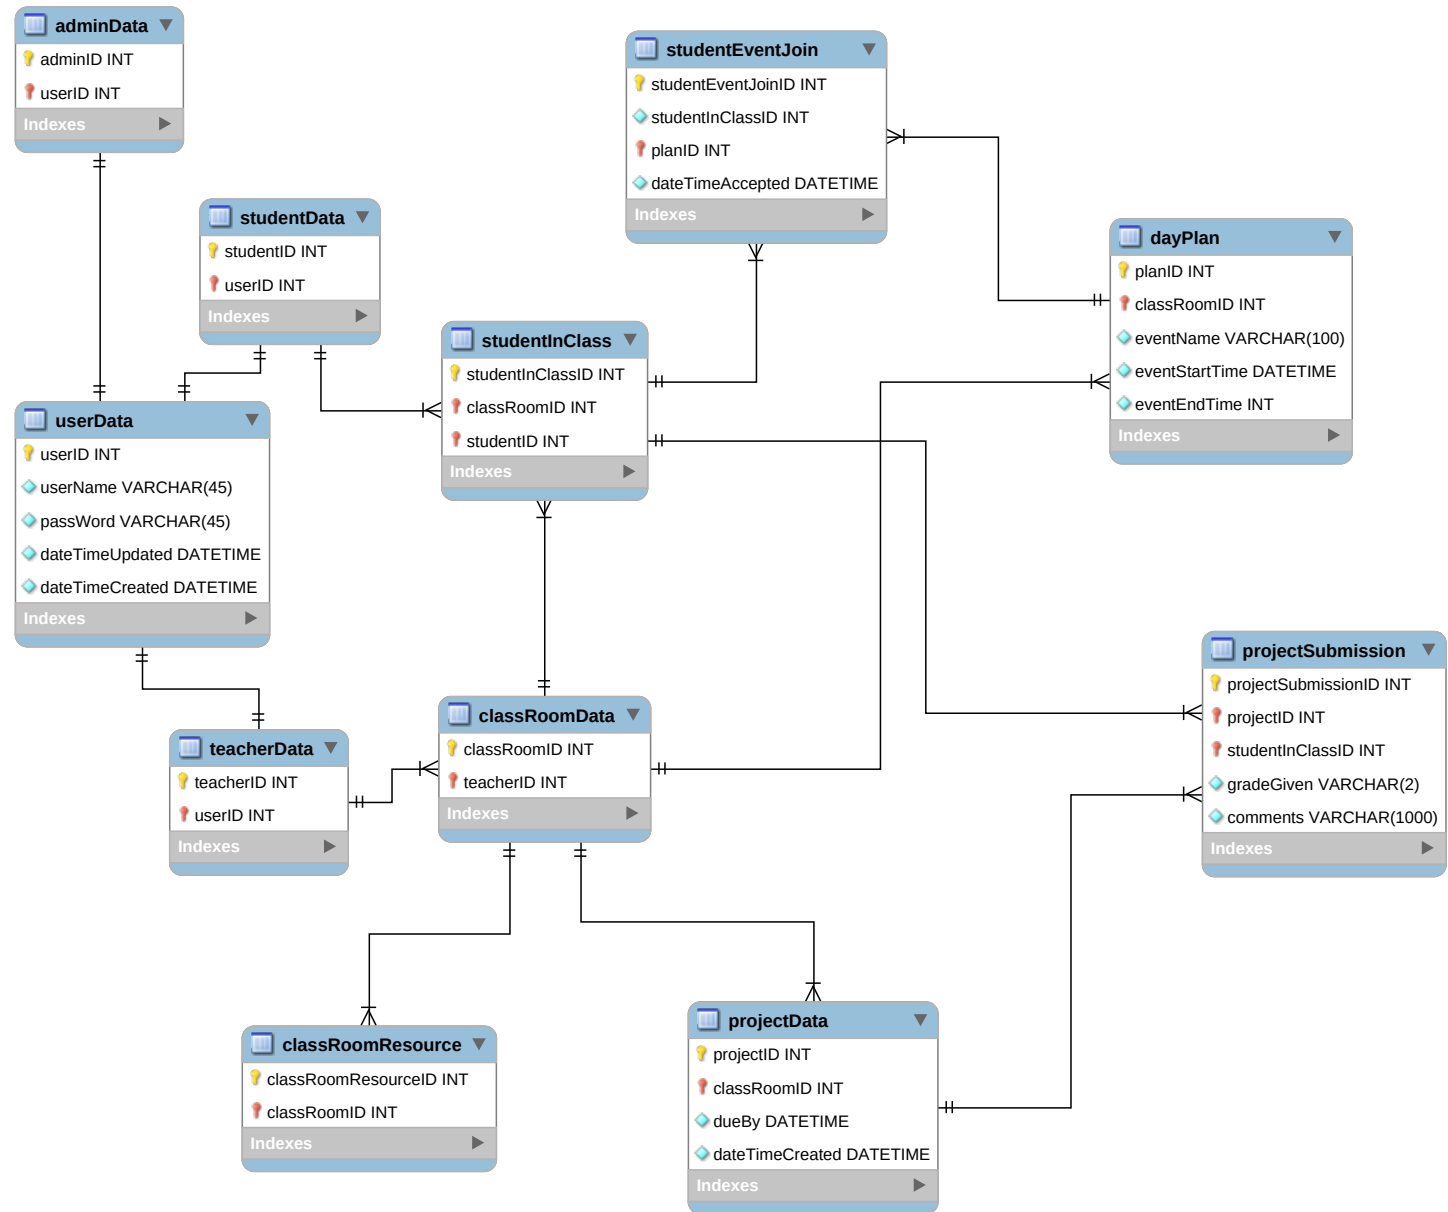 adminData
adminID INT
userID INT
Indexes
studentEventJoin
studentEventJoinID INT
studentInClassID INT
planID INT
dateTimeAccepted DATETIME
Indexes
studentData
studentID INT
userID INT
Indexes
dayPlan
planID INT
classRoomID INT
eventName VARCHAR(100)
eventStartTime DATETIME
eventEndTime INT
Indexes
studentInClass
studentInClassID INT
classRoomID INT
studentID INT
Indexes
userData
userID INT
userName VARCHAR(45)
passWord VARCHAR(45)
dateTimeUpdated DATETIME
dateTimeCreated DATETIME
Indexes
projectSubmission
projectSubmissionID INT
projectID INT
studentInClassID INT
gradeGiven VARCHAR(2)
comments VARCHAR(1000)
Indexes
classRoomData
classRoomID INT
teacherID INT
Indexes
teacherData
teacherID INT
userID INT
Indexes
classRoomResource
classRoomResourceID INT
classRoomID INT
Indexes
projectData
projectID INT
classRoomID INT
dueBy DATETIME
dateTimeCreated DATETIME
Indexes